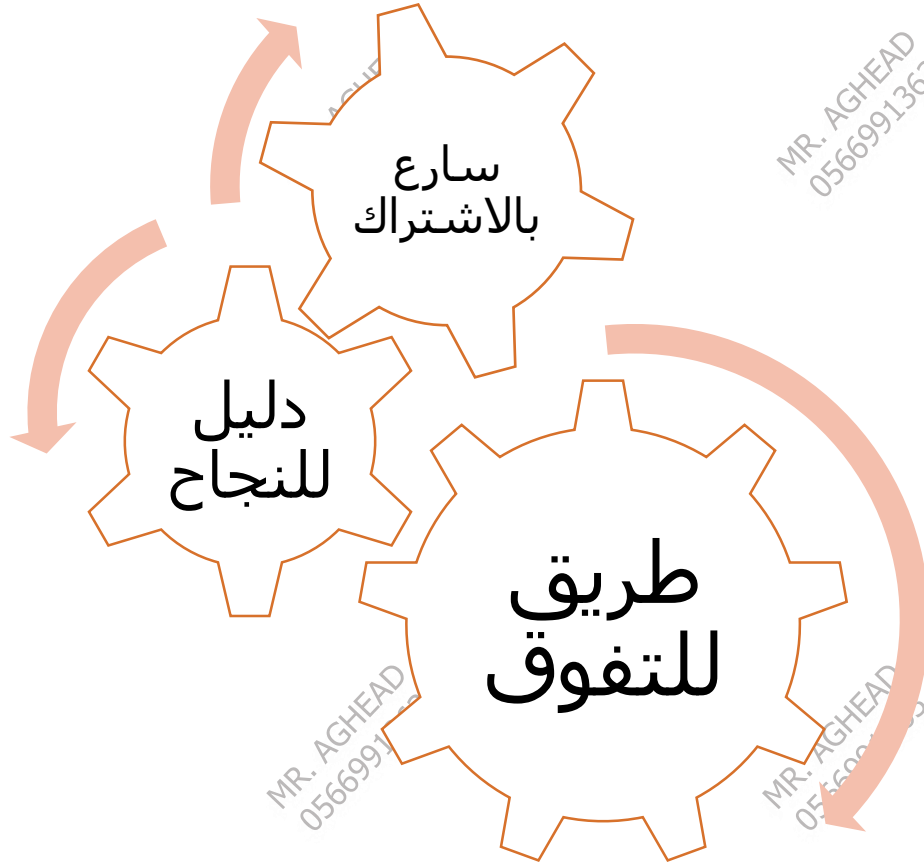 سارع
بالاشتراك
دليل
للنجاح
طريق
للتفوق
MR. AGHEAD
MR. AGHEAD
MR. AGHEAD